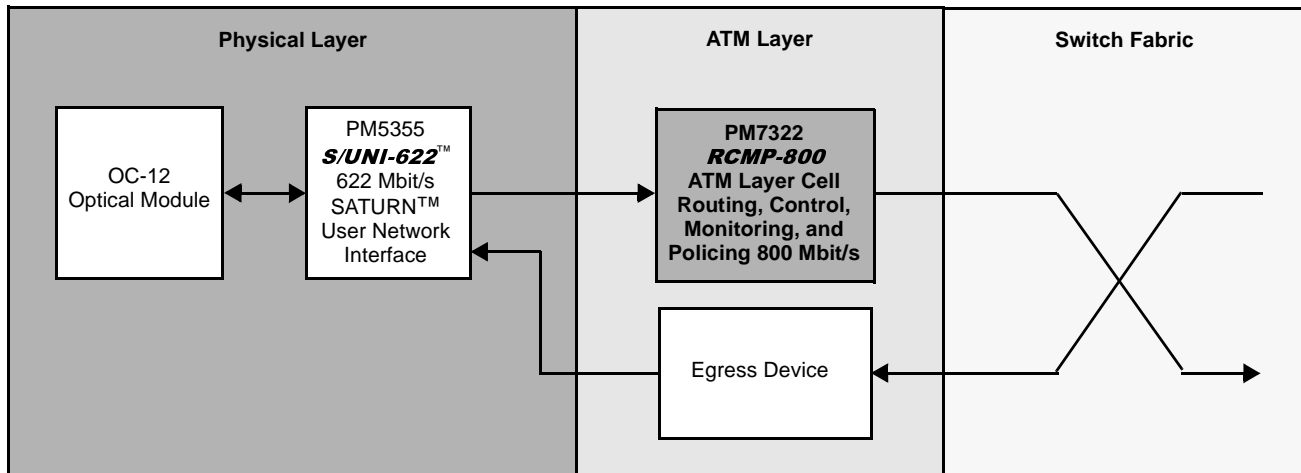 Physical Layer
ATM Layer
Switch Fabric
OC-12
Optical Module
PM5355
S/UNI-622™
622 Mbit/s
SATURN™
User Network
Interface
PM7322
RCMP-800
ATM Layer Cell
Routing, Control,
Monitoring, and
Policing 800 Mbit/s
Egress Device